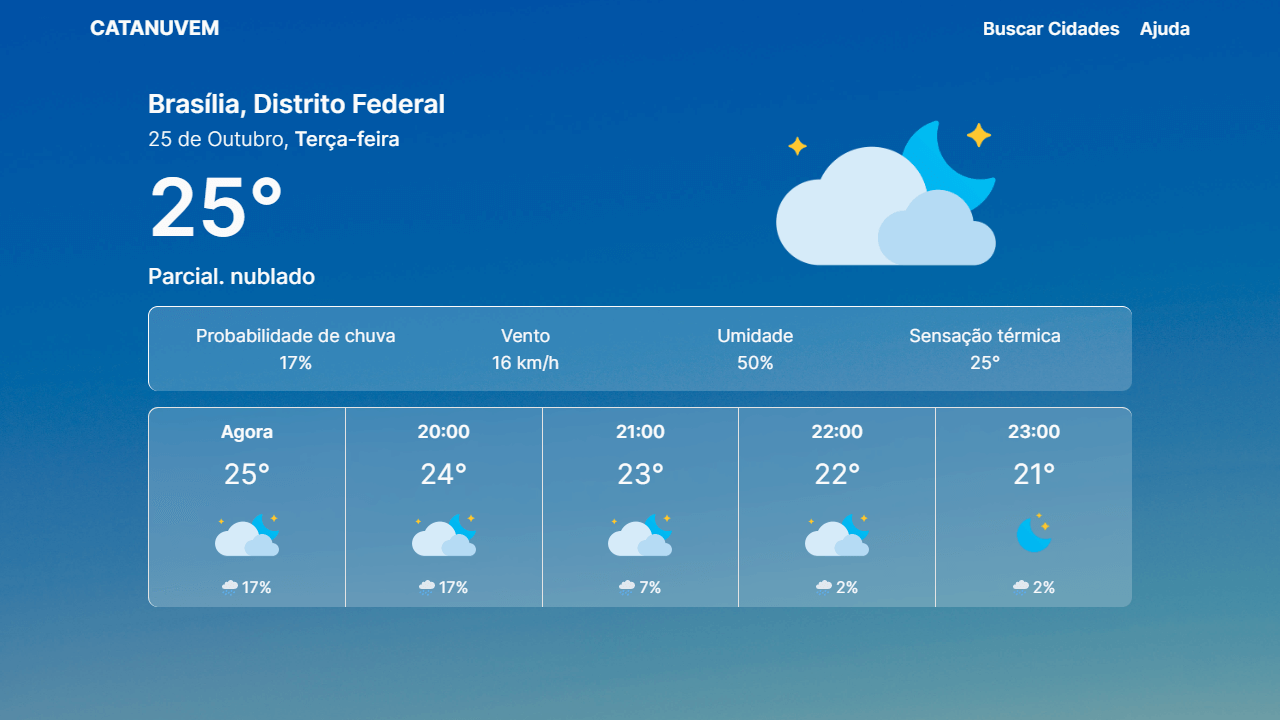 CATANUVEM
Buscar Cidades Ajuda
Brasília, Distrito Federal
25 de Outubro, Terça-feira
25°
Parcial. nublado
Probabilidade de chuva Vento Umidade Sensação térmica
17% 16 km/h 50% 25°
Agora 20:00 21:00 22:00 23:00
25° 24° 23° 22° 21°
17% 17% 7% 2% 2%